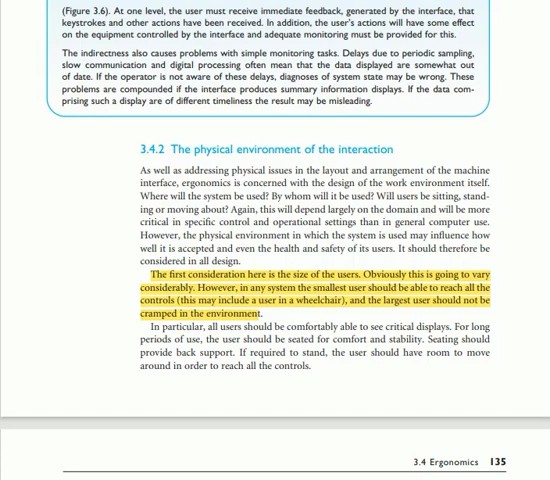 (Figure 3.6). At one level, the user must receive immediate feedback, generated by the interface, that
keystrokes and other actions have been received. In addition, the user's actions will have some effect
on the equipment controlled by the interface and adequate monitoring must be provided for this.
The indirectness also causes problems with simple monitoring tasks. Delays due to periodic sampling,
slow communication and digital processing often mean that the data displayed are somewhat out
of date. If the operator is not aware of these delays, diagnoses of system state may be wrong. These
problems are compounded if the interface produces summary information displays. If the data com-
prising such a display are of different timeliness the result may be misleading.
3.4.2 The physical environment of the interaction
As well as addressing physical issues in the layout and arrangement of the machine
interface, ergonomics is concerned with the design of the work environment itself.
Where will the system be used? By whom will it be used? Will users be sitting, stand-
ing or moving about? Again, this will depend largely on the domain and will be more
critical in specific control and operational settings than in general computer use.
However, the physical environment in which the system is used may influence how
well it is accepted and even the health and safety of its users. It should therefore be
considered in all design.
The first consideration here is the size of the users. Obviously this is going to vary
considerably. However, in any system the smallest user should be able to reach all the
controls (this may include a user in a wheelchair), and the largest user should not be
cramped in the environment.
In particular, all users should be comfortably able to see critical displays. For long
periods of use, the user should be seated for comfort and stability. Seating should
provide back support. If required to stand, the user should have room to move
around in order to reach all the controls.
3.4 Ergonomics 135